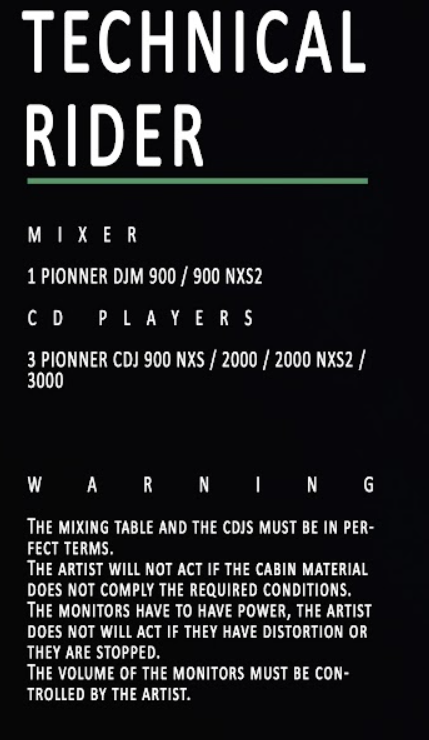 TECHNICAL
RIDER
MIXER
1 PIONNER DJM 900 / 900 NXS2
CD PLAYERS
3 PIONNER CDJ 900 NXS / 2000 / 2000 NXS2 /
3000
WARNING
THE MIXING TABLE AND THE CDJS MUST BE IN PER-
FECT TERMS.
THE ARTIST WILL NOT ACT IF THE CABIN MATERIAL
DOES NOT COMPLY THE REQUIRED CONDITIONS.
THE MONITORS HAVE TO HAVE POWER, THE ARTIST
DOES NOT WILL ACT IF THEY HAVE DISTORTION OR
THEY ARE STOPPED.
THE VOLUME OF THE MONITORS MUST BE CON-
TROLLED BY THE ARTIST.